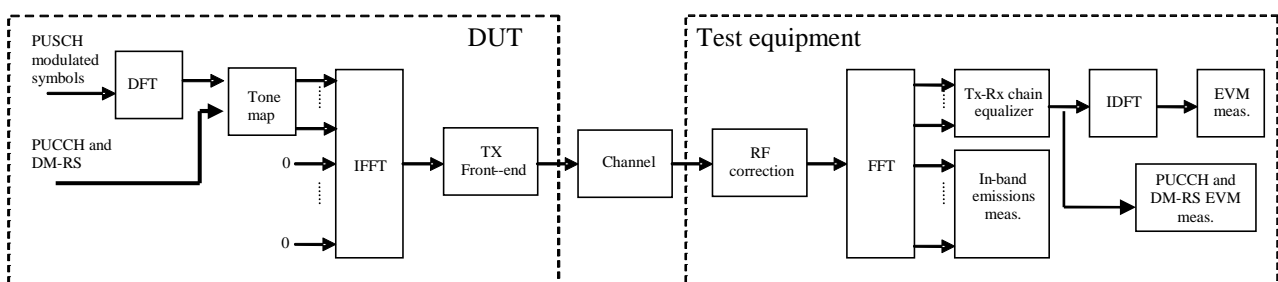 DUT
Test equipment
PUSCH
modulated
symbols
DFT
Tone
map
PUCCH and
DM-RS
0
0
IFFT
TX
Front--end
Channel
RF
correction
FFT
Tx-Rx chain
equalizer
IDFT
EVM
meas.
In-band
emissions
meas.
PUCCH and
DM-RS EVM
meas.